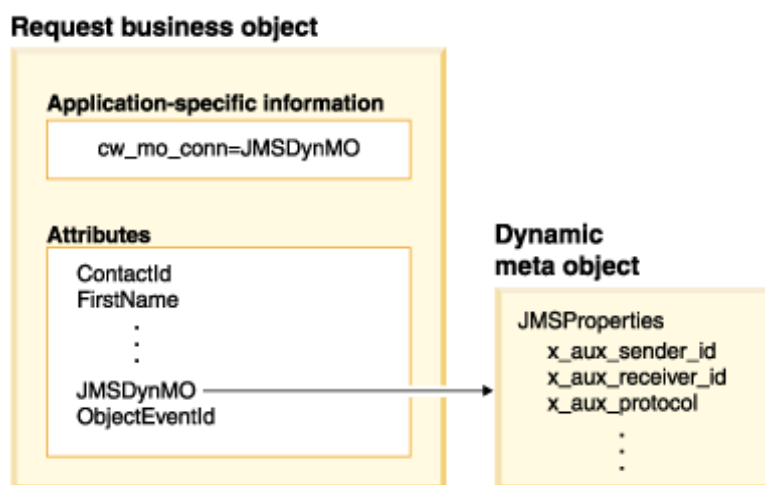 Request business object
Application-specific information
cw_mo_conn=JMSDynMO
Attributes
ContactId
FirstName
JMSDynMO
ObjectEventId
Dynamic
meta object
JMSProperties
x_aux_sender_id
x_aux_receiver_id
x_aux_protocol